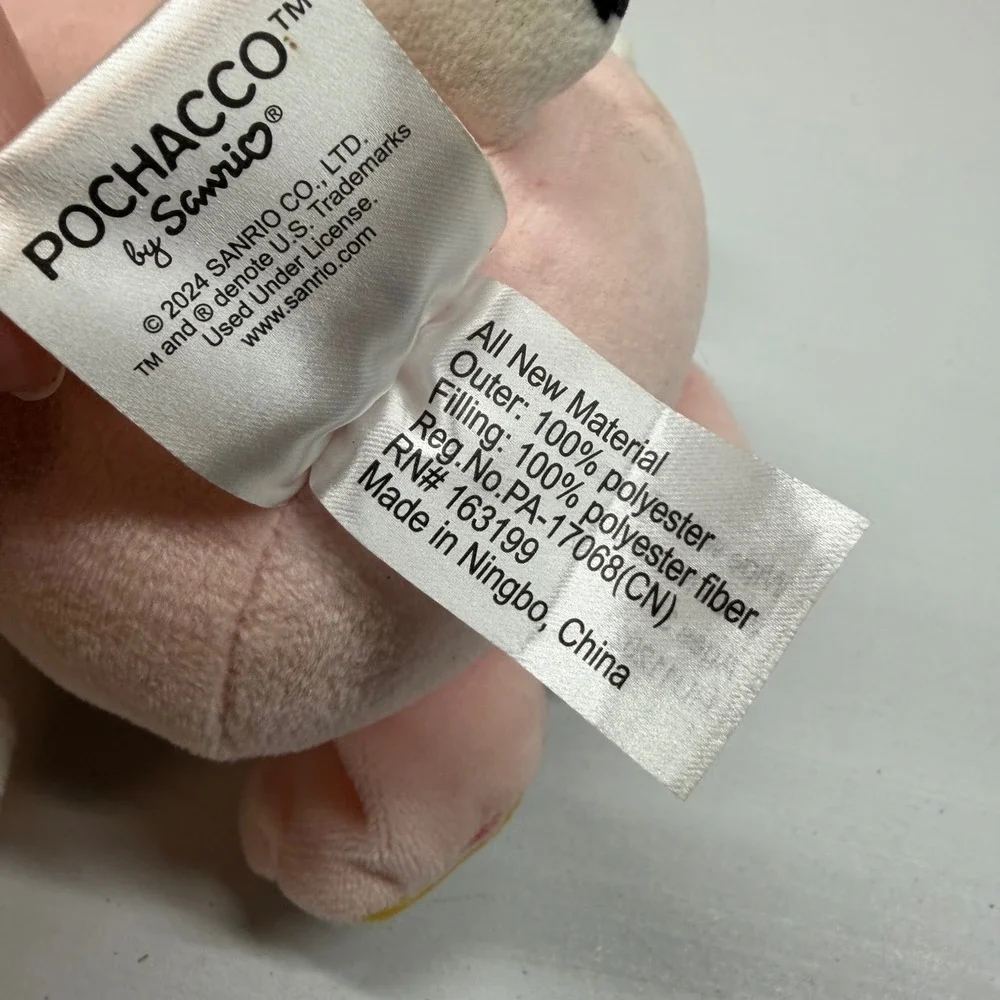 POCHACCO™
by Sanrio®
© 2024 SANRIO CO., LTD.
TM and ® denote U.S. Trademarks
Used Under License.
www.sanrio.com
All New Material
Outer: 100% polyester
Filling: 100% polyester fiber
Reg.No.PA-17068(CN)
RN# 163199
Made in Ningbo, China